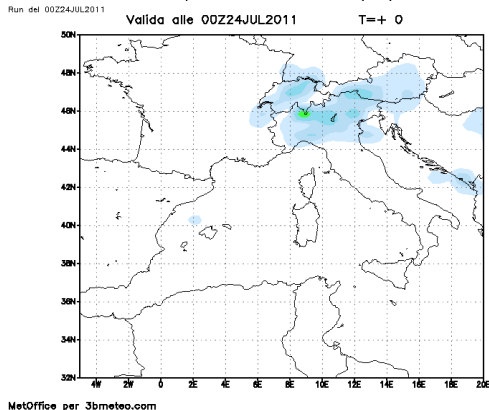 Run del 00Z24JUL2011
Valida alle 00Z24JUL2011 T=+ 0
50N
48N
46N
44N
42N
40N
38N
36N
34N
32N
4W 2W 0 2E 4E 6E 8E 10E 12E 14E 16E 18E 20E
MetOffice per 3bmeteo.com